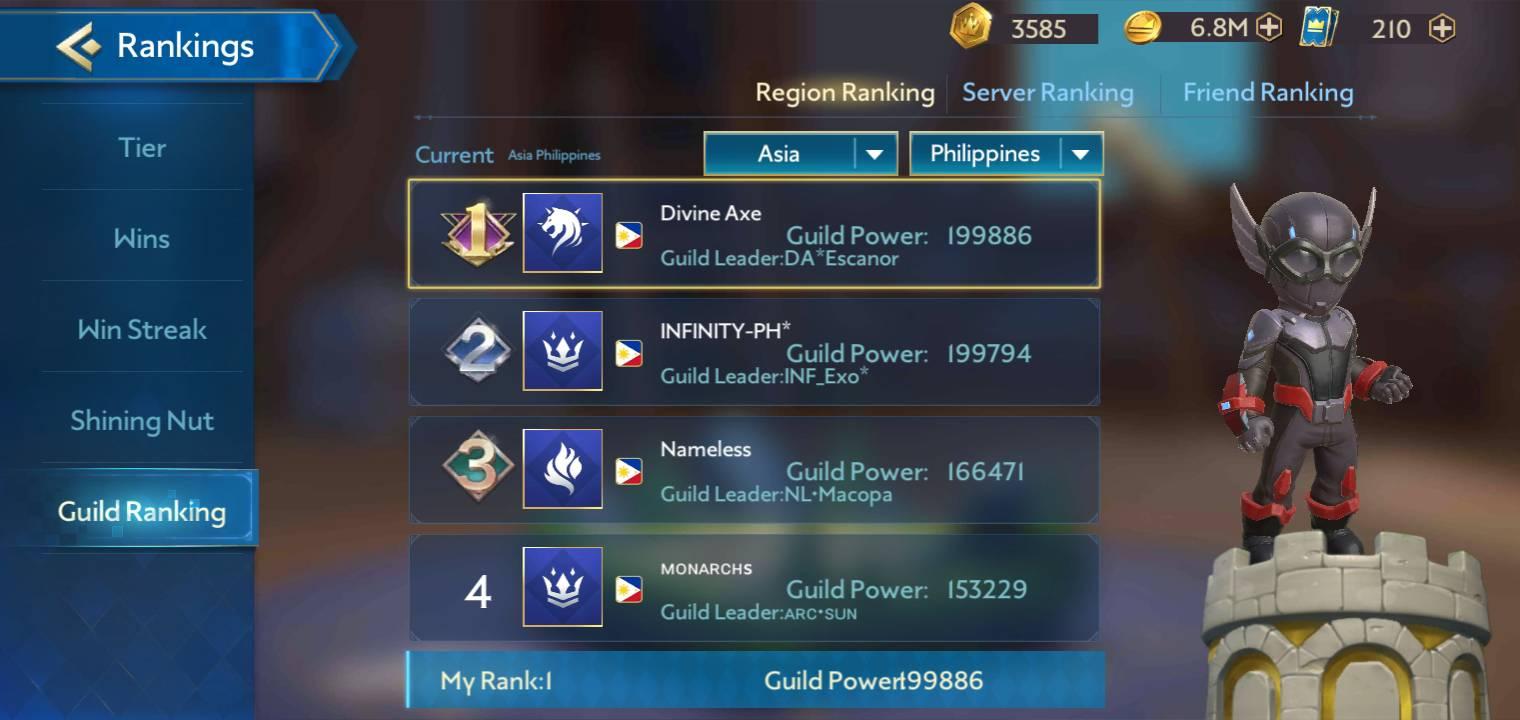 Rankings
3585
6.8M
210
Region Ranking
Server Ranking
Friend Ranking
Tier
Wins
Win Streak
Shining Nut
Guild Ranking
Current Asia Philippines
Asia
Philippines
1
Divine Axe
Guild Power: 199886
Guild Leader:DA*Escanor
2
INFINITY-PH*
Guild Power: 199794
Guild Leader:INF_Exo*
3
Nameless
Guild Power: 166471
Guild Leader:NL•Macopa
4
MONARCHS
Guild Power: 153229
Guild Leader:ARC•SUN
My Rank:1
Guild Power:199886